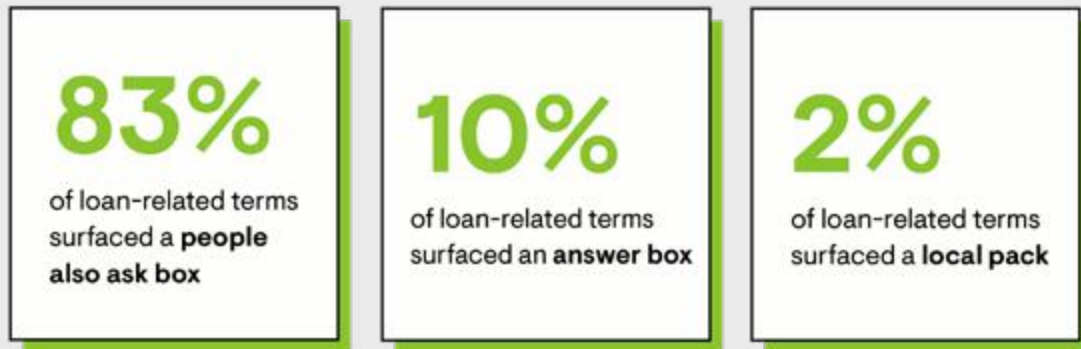 83%
of loan-related terms
surfaced a people
also ask box
10%
of loan-related terms
surfaced an answer box
2%
of loan-related terms
surfaced a local pack